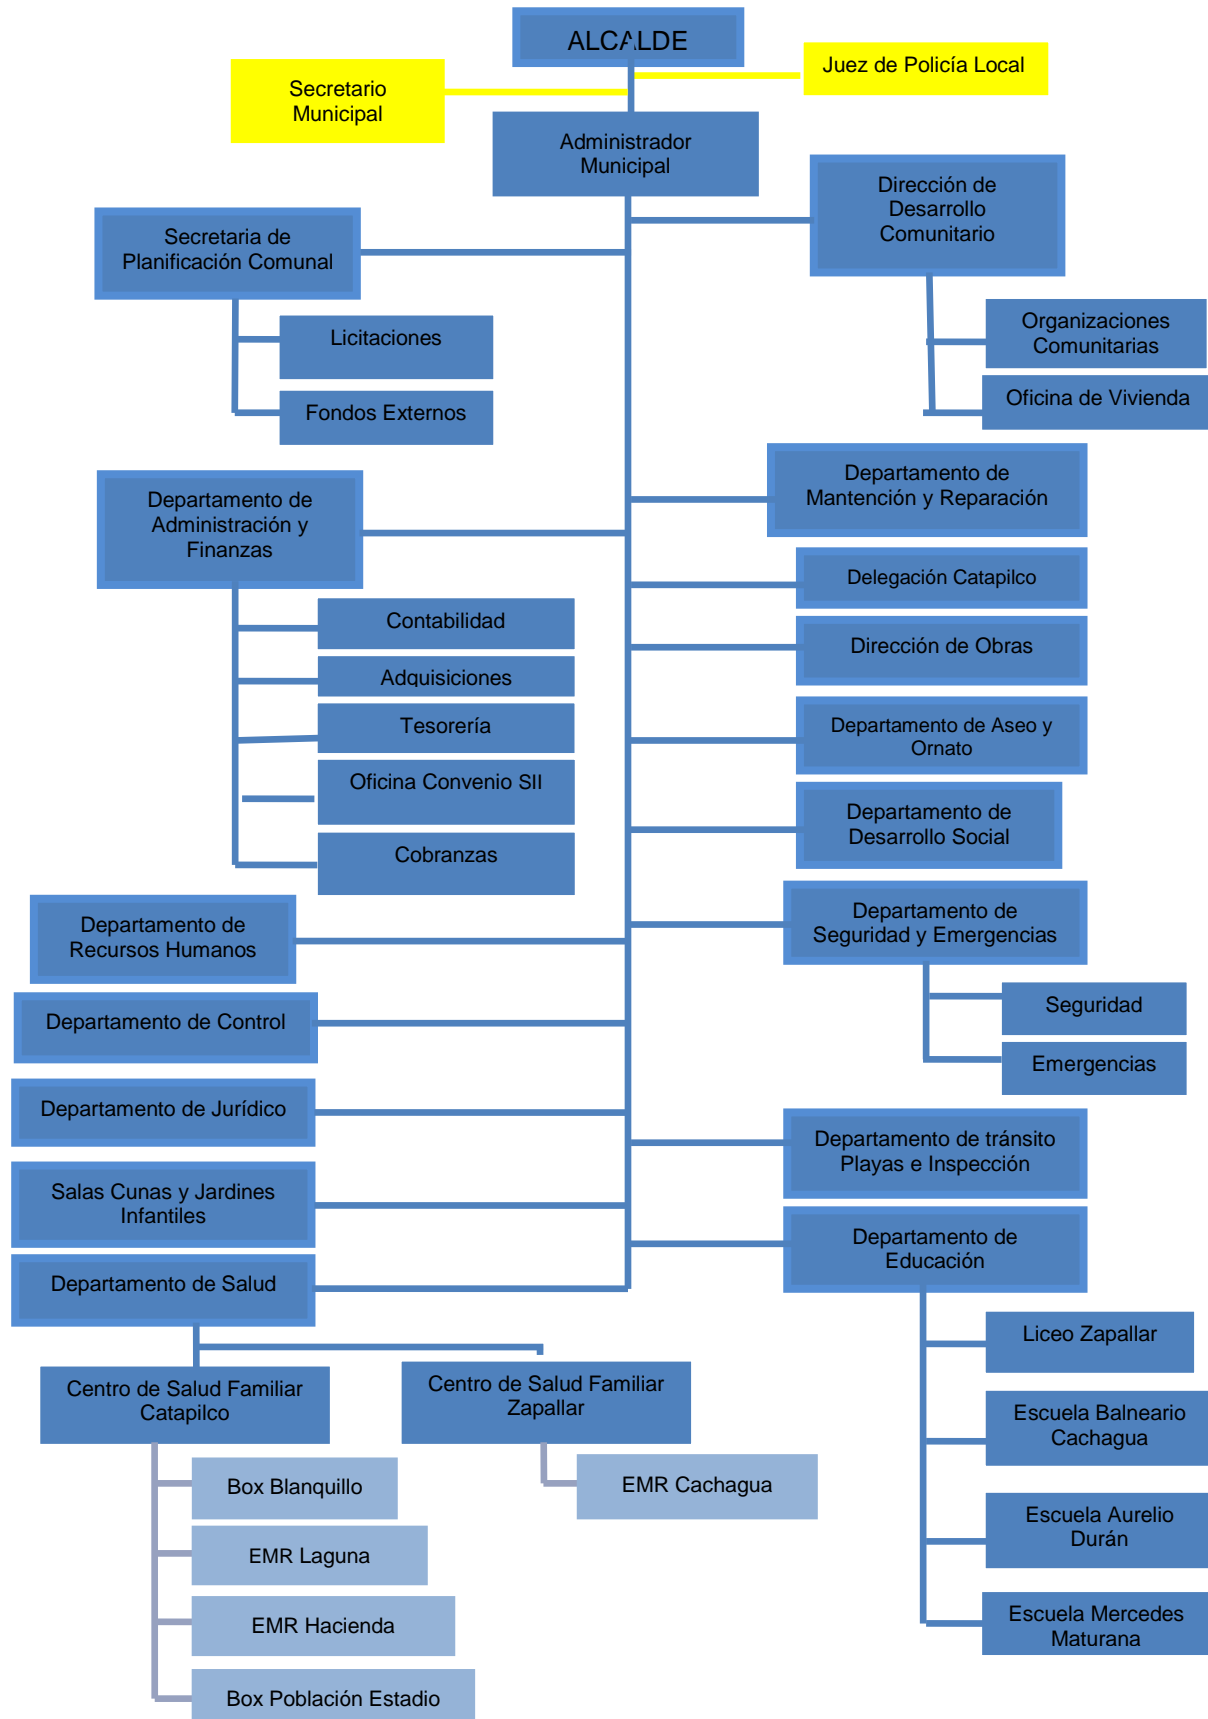 ALCALDE
Juez de Policía Local
Secretario
Municipal
Administrador
Municipal
Dirección de
Desarrollo
Comunitario
Secretaria de
Planificación Comunal
Licitaciones
Fondos Externos
Organizaciones
Comunitarias
Oficina de Vivienda
Departamento de
Mantención y Reparación
Departamento de
Administración y
Finanzas
Delegación Catapilco
Contabilidad
Dirección de Obras
Adquisiciones
Tesorería
Departamento de Aseo y
Ornato
Oficina Convenio SII
Departamento de
Desarrollo Social
Cobranzas
Departamento de
Recursos Humanos
Departamento de
Seguridad y Emergencias
Seguridad
Emergencias
Departamento de Control
Departamento de Jurídico
Departamento de tránsito
Playas e Inspección
Salas Cunas y Jardines
Infantiles
Departamento de
Educación
Departamento de Salud
Liceo Zapallar
Centro de Salud Familiar
Catapilco
Centro de Salud Familiar
Zapallar
Escuela Balneario
Cachagua
Box Blanquillo
EMR Cachagua
Escuela Aurelio
Durán
EMR Laguna
EMR Hacienda
Escuela Mercedes
Maturana
Box Población Estadio